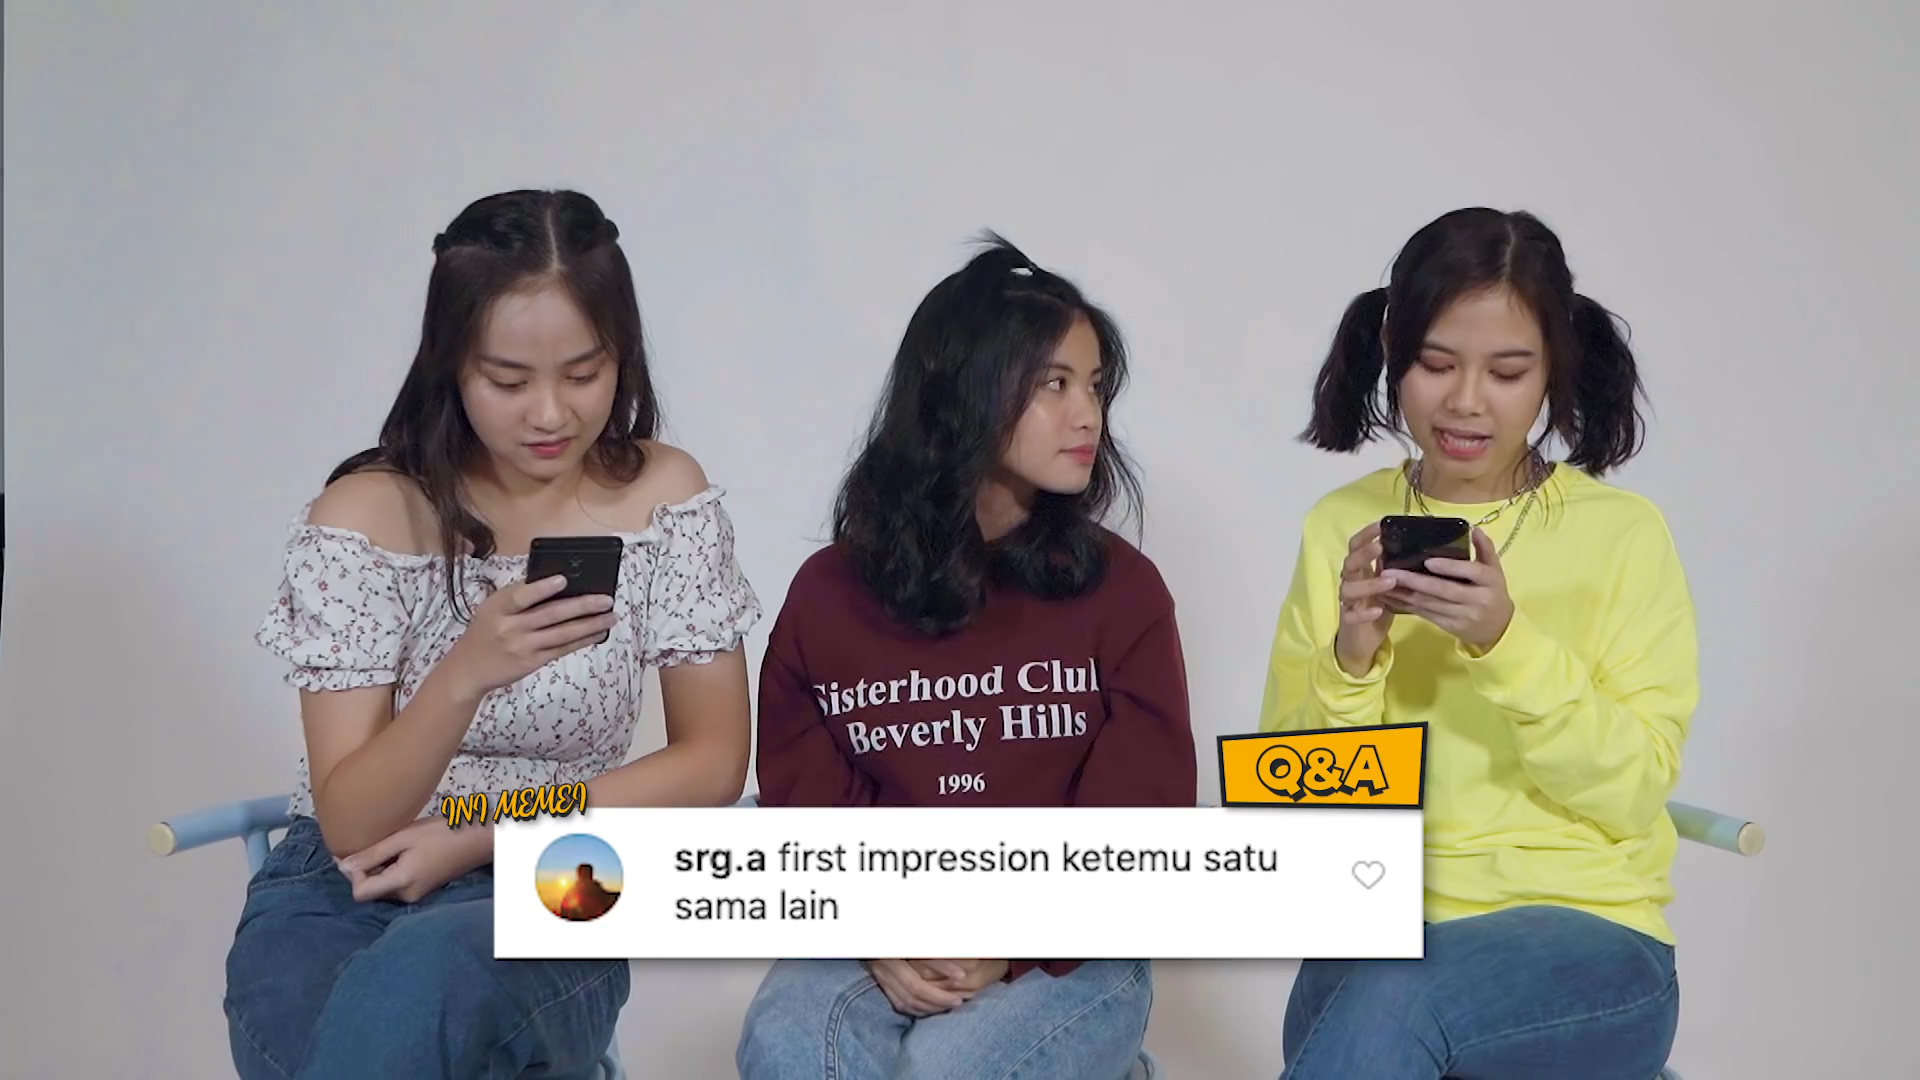 Sisterhood Club
Beverly Hills
1996
Q&A
INI MEMEI
srg.a first impression ketemu satu
sama lain